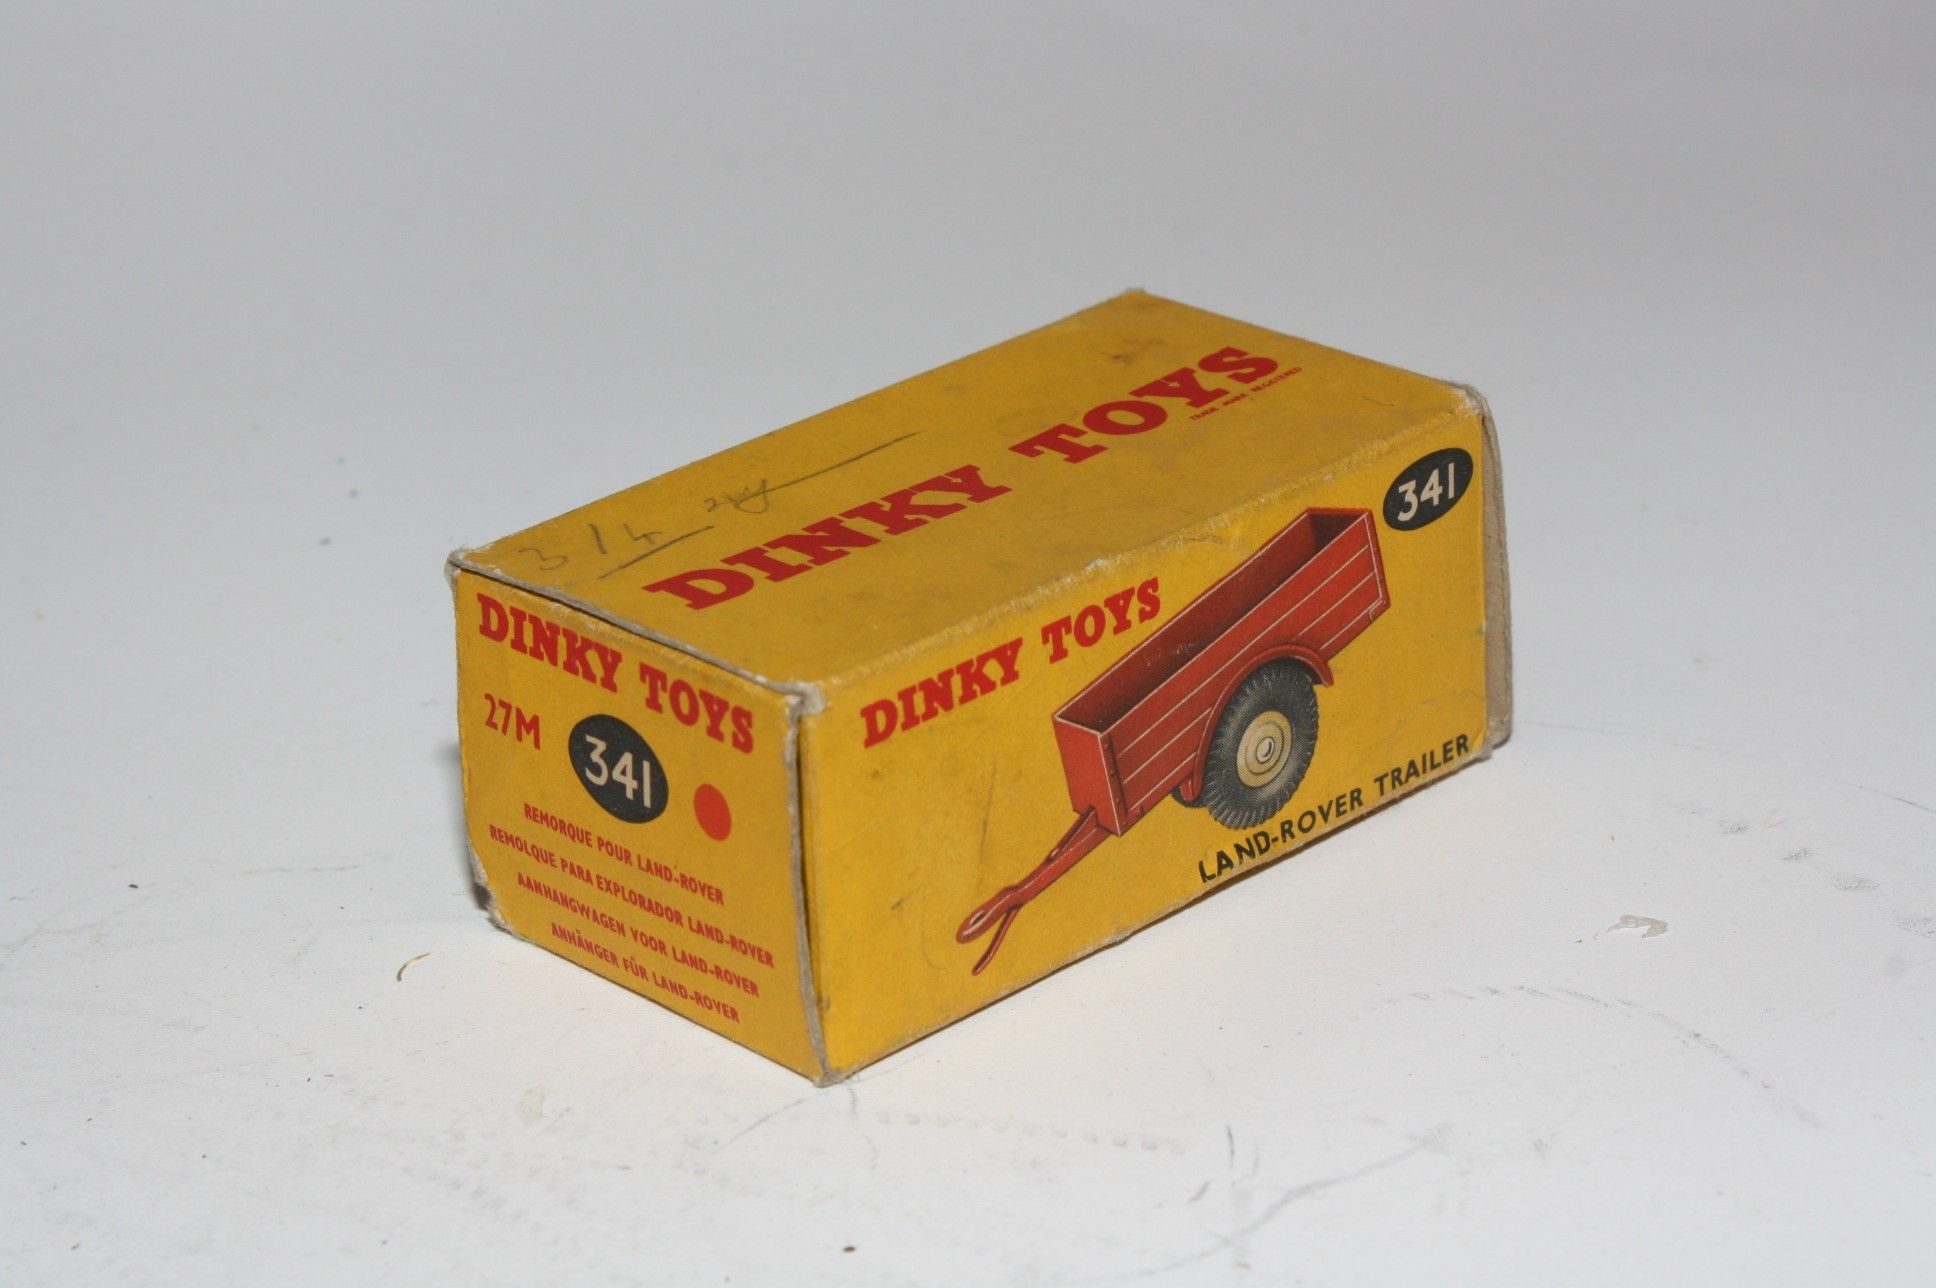 DINKY TOYS
TRADE MARK REGISTERED
3/4
DINKY TOYS
27M 341
REMORQUE POUR LAND-ROVER
REMOLQUE PARA EXPLORADOR LAND-ROVER
AANHANGWAGEN VOOR LAND-ROVER
ANHÄNGER FÜR LAND-ROVER
DINKY TOYS
341
LAND-ROVER TRAILER